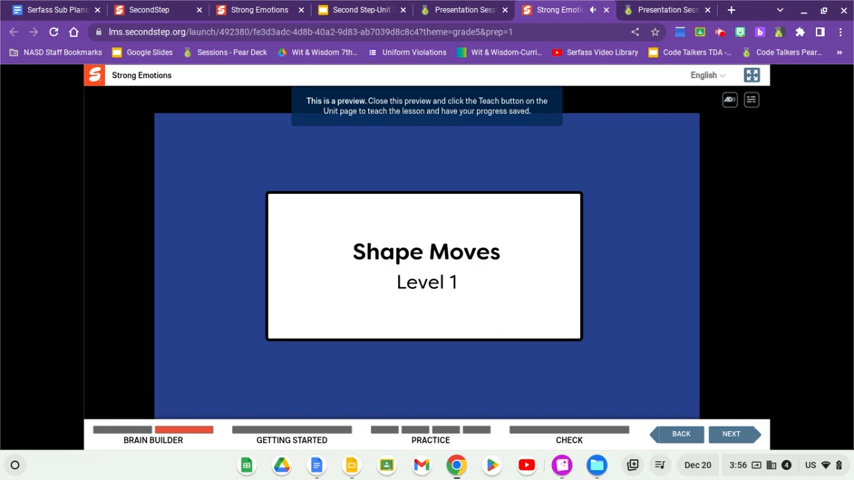 Serfass Sub Plans
SecondStep
Strong Emotions
Second Step-Unit
Presentation Sess
Strong Emoti
Presentation Sess
lms.secondstep.org/launch/492380/fe3d3adc-4d8b-40a2-9d83-ab7039d8c8c4?theme=grade5&prep=1
NASD Staff Bookmarks
Google Slides
Sessions - Pear Deck
Wit & Wisdom 7th...
Uniform Violations
Wit & Wisdom-Curri...
Serfass Video Library
Code Talkers TDA -...
Code Talkers Pear...
»
Strong Emotions
English
This is a preview. Close this preview and click the Teach button on the
Unit page to teach the lesson and have your progress saved.
AD
Shape Moves
Level 1
BRAIN BUILDER
GETTING STARTED
PRACTICE
CHECK
BACK
NEXT
Dec 20
3:56
4
US